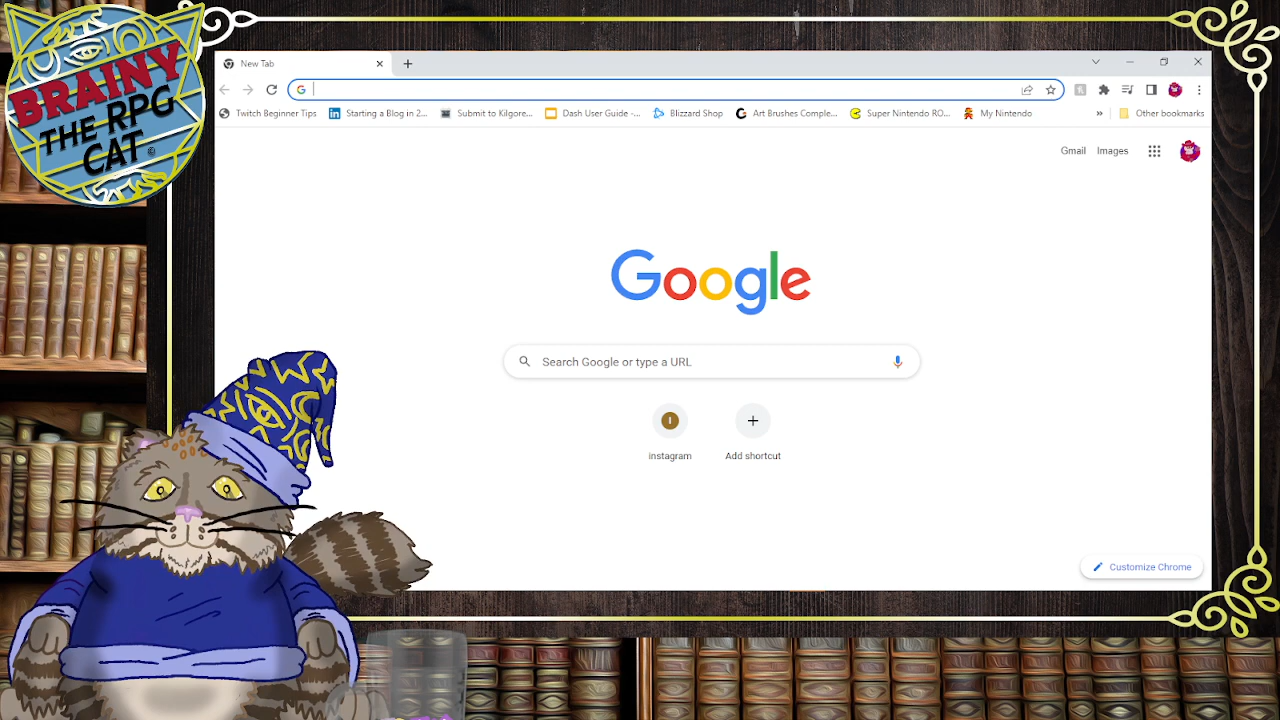 BRAINY
THE RPG
CAT ©
New Tab
G
Twitch Beginner Tips Starting a Blog in 2... Submit to Kilgore... Dash User Guide -... Blizzard Shop Art Brushes Comple... Super Nintendo RO... My Nintendo » Other bookmarks
Gmail Images
Google
Search Google or type a URL
I
instagram Add shortcut
Customize Chrome